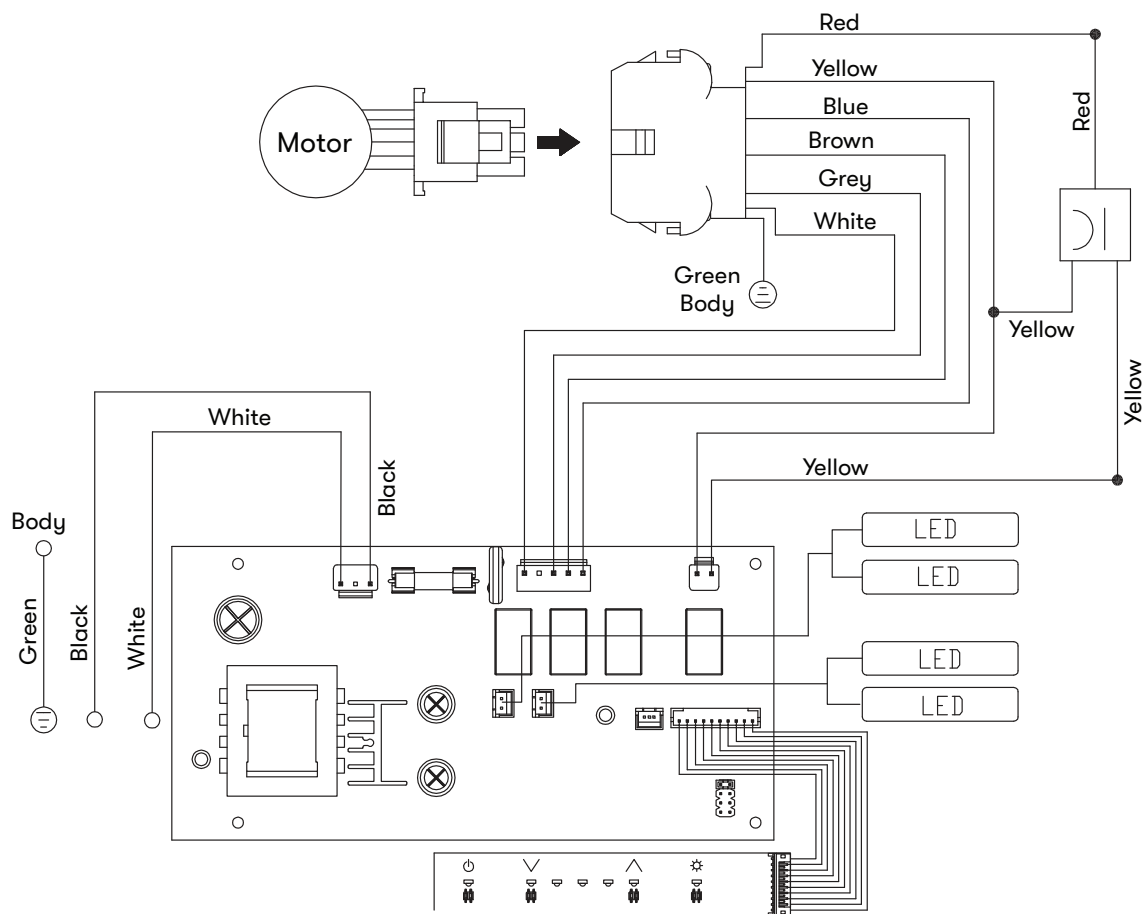 Red
Yellow
Red
Blue
Motor
Brown
Grey
White
Green
Body
Yellow
Yellow
White
Black
Yellow
Body
LED
LED
Green
Black
White
LED
LED